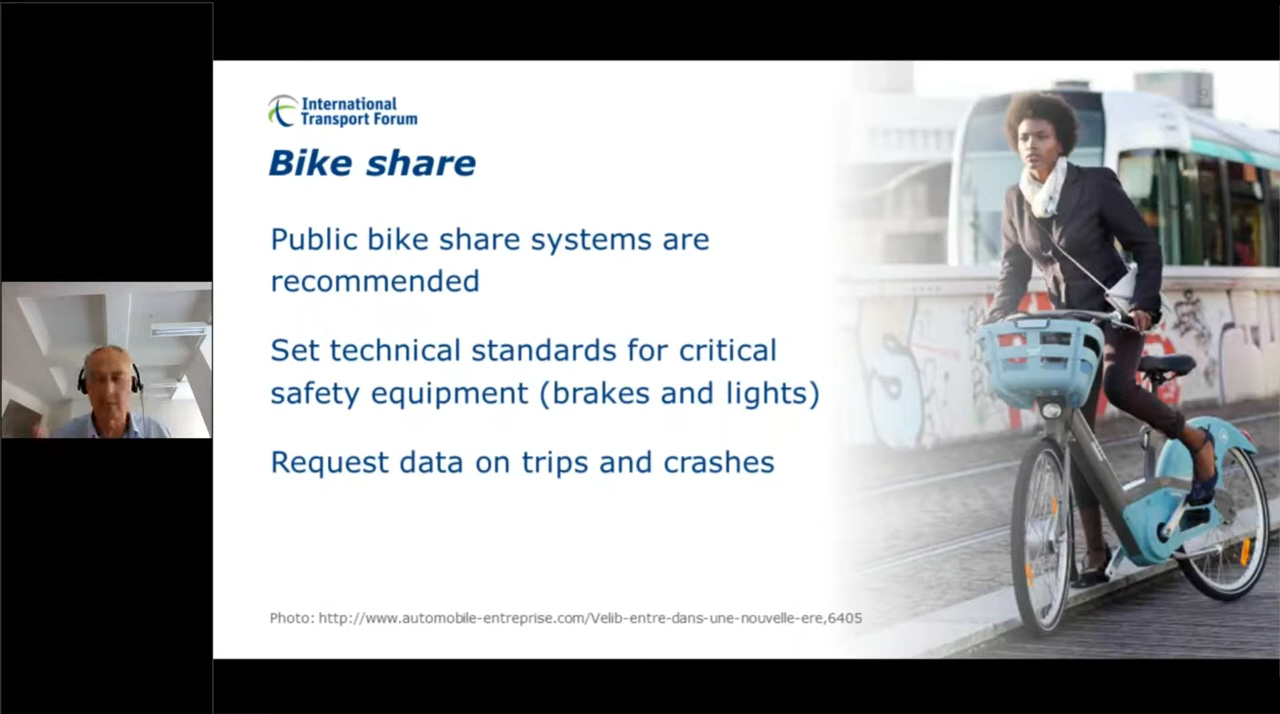 International
Transport Forum
Bike share
Public bike share systems are
recommended
Set technical standards for critical
safety equipment (brakes and lights)
Request data on trips and crashes
Photo: http://www.automobile-entreprise.com/Velib-entre-dans-une-nouvelle-ere,6405